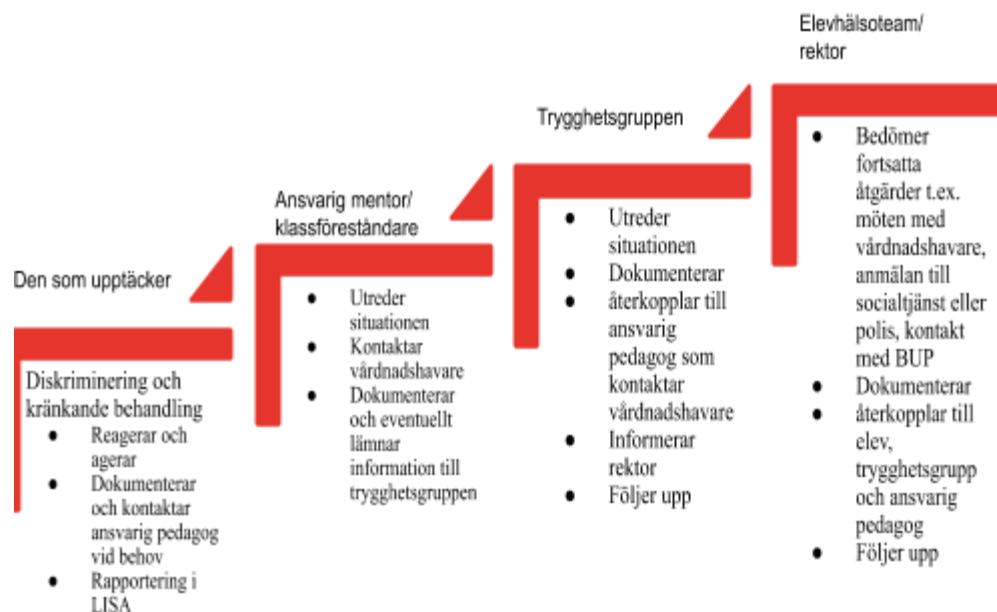 Den som upptäcker
Diskriminering och
kränkande behandling
● Reagerar och
agerar
● Dokumenterar
och kontaktar
ansvarig pedagog
vid behov
● Rapportering i
LISA
Ansvarig mentor/
klassföreståndare
● Utreder
situationen
● Kontaktar
vårdnadshavare
● Dokumenterar
och eventuellt
lämnar
information till
trygghetsgruppen
Trygghetsgruppen
● Utreder
situationen
● Dokumenterar
● återkopplar till
ansvarig
pedagog som
kontaktar
vårdnadshavare
● Informerar
rektor
● Följer upp
Elevhälsoteam/
rektor
● Bedömer
fortsatta
åtgärder t.ex.
möten med
vårdnadshavare,
anmälan till
socialtjänst eller
polis, kontakt
med BUP
● Dokumenterar
● återkopplar till
elev,
trygghetsgrupp
och ansvarig
pedagog
● Följer upp